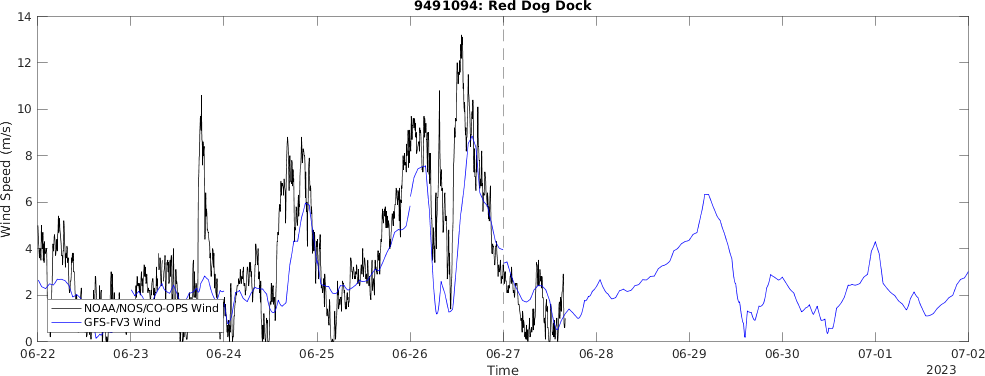 9491094: Red Dog Dock
Wind Speed (m/s)
14
12
10
8
6
4
2
0
NOAA/NOS/CO-OPS Wind
GFS-FV3 Wind
06-22 06-23 06-24 06-25 06-26 06-27 06-28 06-29 06-30 07-01 07-02
Time
2023